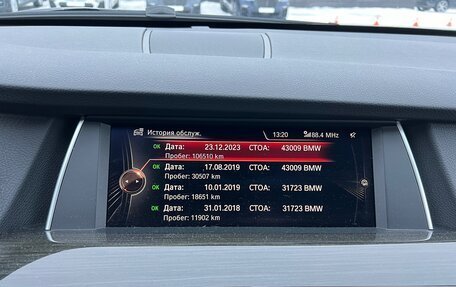 История обслуж. 13:20 88.4 MHz
OK Дата: 23.12.2023 СТОА: 43009 BMW
Пробег: 106510 km
OK Дата: 17.08.2019 СТОА: 43009 BMW
Пробег: 30507 km
OK Дата: 10.01.2019 СТОА: 31723 BMW
Пробег: 18651 km
OK Дата: 31.01.2018 СТОА: 31723 BMW
Пробег: 11902 km